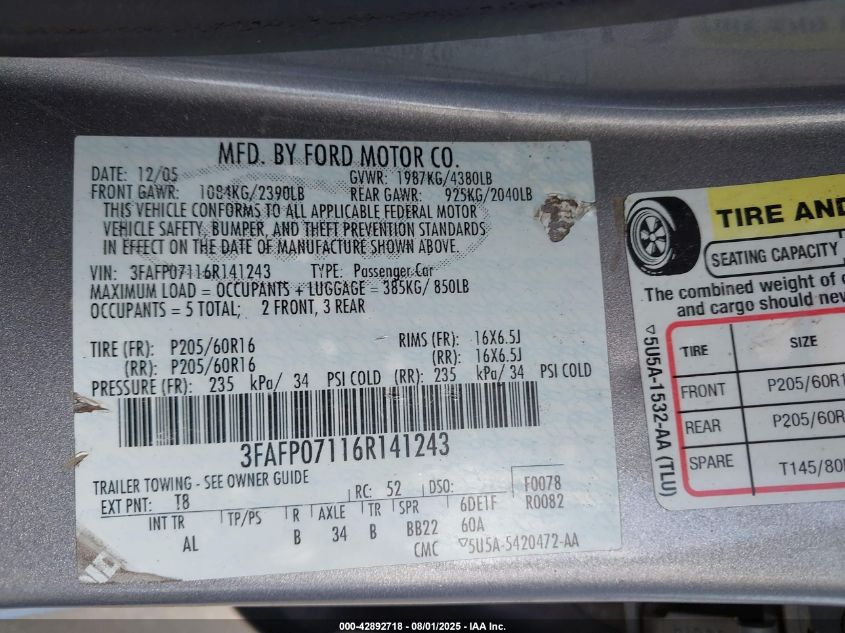 MFD. BY FORD MOTOR CO.
DATE: 12/05 GVWR: 1987KG/4380LB
FRONT GAWR: 1084KG/2390LB REAR GAWR: 925KG/2040LB
THIS VEHICLE CONFORMS TO ALL APPLICABLE FEDERAL MOTOR
VEHICLE SAFETY, BUMPER, AND THEFT PREVENTION STANDARDS
IN EFFECT ON THE DATE OF MANUFACTURE SHOWN ABOVE.
VIN: 3FAFP07116R141243 TYPE: Passenger Car
MAXIMUM LOAD = OCCUPANTS + LUGGAGE = 385KG/ 850LB
OCCUPANTS = 5 TOTAL; 2 FRONT, 3 REAR
TIRE (FR): P205/60R16 RIMS (FR): 16X6.5J
(RR): P205/60R16 (RR): 16X6.5J
PRESSURE (FR): 235 kPa/ 34 PSI COLD (RR): 235 kPa/ 34 PSI COLD
3FAFP07116R141243
TRAILER TOWING - SEE OWNER GUIDE
EXT PNT: T8 RC: 52 DSO: F0078
R0082
INT TR TP/PS R AXLE TR SPR 6DE1F
AL B 34 B BB22 60A
CMC ▽5U5A-5420472-AA
TIRE AND
SEATING CAPACITY
The combined weight of
and cargo should nev
TIRE SIZE
FRONT P205/60R1
REAR P205/60R
SPARE T145/80
▽5U5A-1532-AA (TLU)
000-42892718 - 08/01/2025 - IAA Inc.